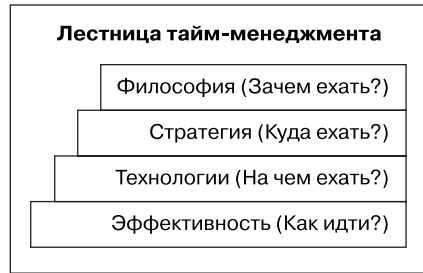 Лестница тайм-менеджмента
Философия (Зачем ехать?)
Стратегия (Куда ехать?)
Технологии (На чем ехать?)
Эффективность (Как идти?)